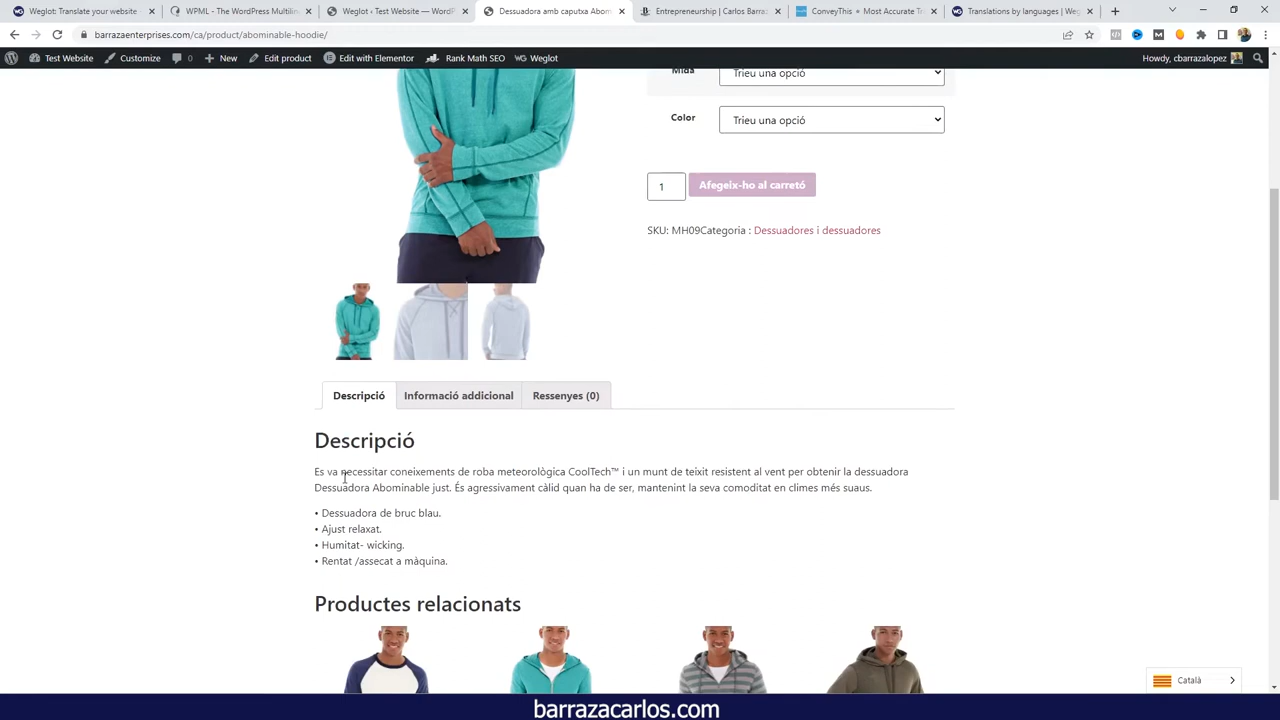 Weglot: Translate your website
WPML - The WordPress Multilin
Weglot ‹ Test Website — WordP
Dessuadora amb caputxa Abom
Entrepreneurship | Carlos Barraz
ConveyThis • Most Accurate Tra
Translations by languages | Weg
barrazaenterprises.com/ca/product/abominable-hoodie/
Test Website
Customize
0
New
Edit product
Edit with Elementor
Rank Math SEO
WG Weglot
Howdy, cbarrazalopez
Mida
Trieu una opció
Color
Trieu una opció
1
Afegeix-ho al carretó
SKU: MH09Categoria : Dessuadores i dessuadores
Descripció
Informació addicional
Ressenyes (0)
Descripció
Es va necessitar coneixements de roba meteorològica CoolTech™ i un munt de teixit resistent al vent per obtenir la dessuadora
Dessuadora Abominable just. És agressivament càlid quan ha de ser, mantenint la seva comoditat en climes més suaus.
• Dessuadora de bruc blau.
• Ajust relaxat.
• Humitat- wicking.
• Rentat /assecat a màquina.
Productes relacionats
Català
barrazacarlos.com